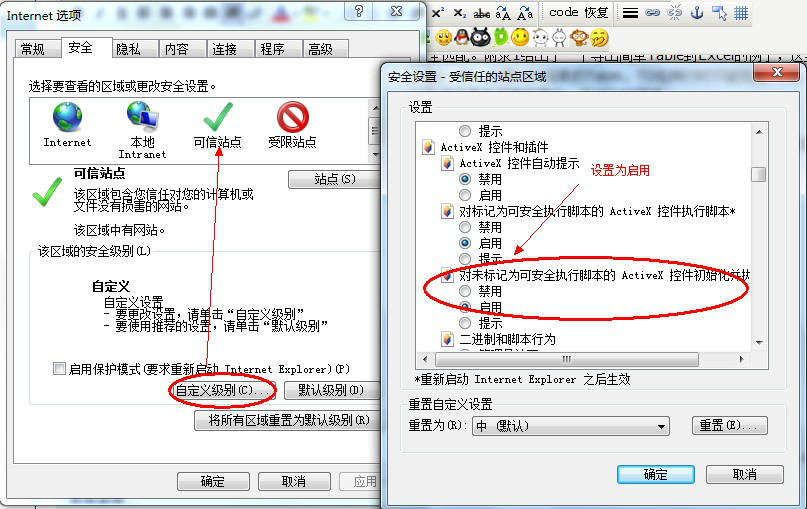 Internet 选项
code 恢复
常规
安全
隐私
内容
连接
程序
高级
选择要查看的区域或更改安全设置。
Internet
本地
Intranet
可信站点
受限站点
可信站点
站点(S)
该区域包含您信任对您的计算机或
文件没有损害的网站。
该区域中有网站。
该区域的安全级别(L)
自定义
自定义设置
- 要更改设置,请单击“自定义级别”
- 要使用推荐的设置,请单击“默认级别”
启用保护模式(要求重新启动 Internet Explorer)(P)
自定义级别(C)...
默认级别(D)
将所有区域重置为默认级别(R)
确定
取消
应用
安全设置 - 受信任的站点区域
设置
提示
ActiveX 控件和插件
ActiveX 控件自动提示
禁用
启用
设置为启用
对标记为可安全执行脚本的 ActiveX 控件执行脚本*
禁用
启用
提示
对未标记为可安全执行脚本的 ActiveX 控件初始化并执
禁用
启用
提示
二进制和脚本行为
*重新启动 Internet Explorer 之后生效
重置自定义设置
重置为(R):
中 (默认)
重置(E)...
确定
取消